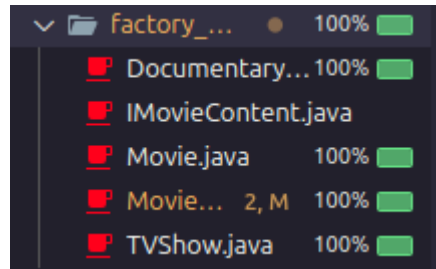 factory_... 100%
Documentary... 100%
IMovieContent.java
Movie.java 100%
Movie... 2, M 100%
TVShow.java 100%